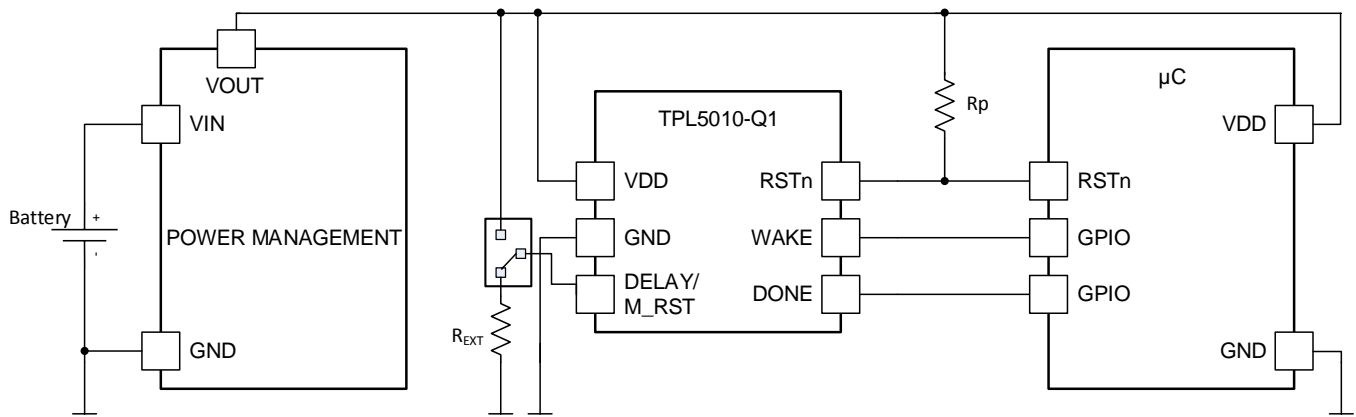 VOUT
VIN
Battery
+
-
POWER MANAGEMENT
GND
R_EXT
TPL5010-Q1
VDD
GND
DELAY/
M_RST
RSTn
WAKE
DONE
Rp
µC
VDD
RSTn
GPIO
GPIO
GND